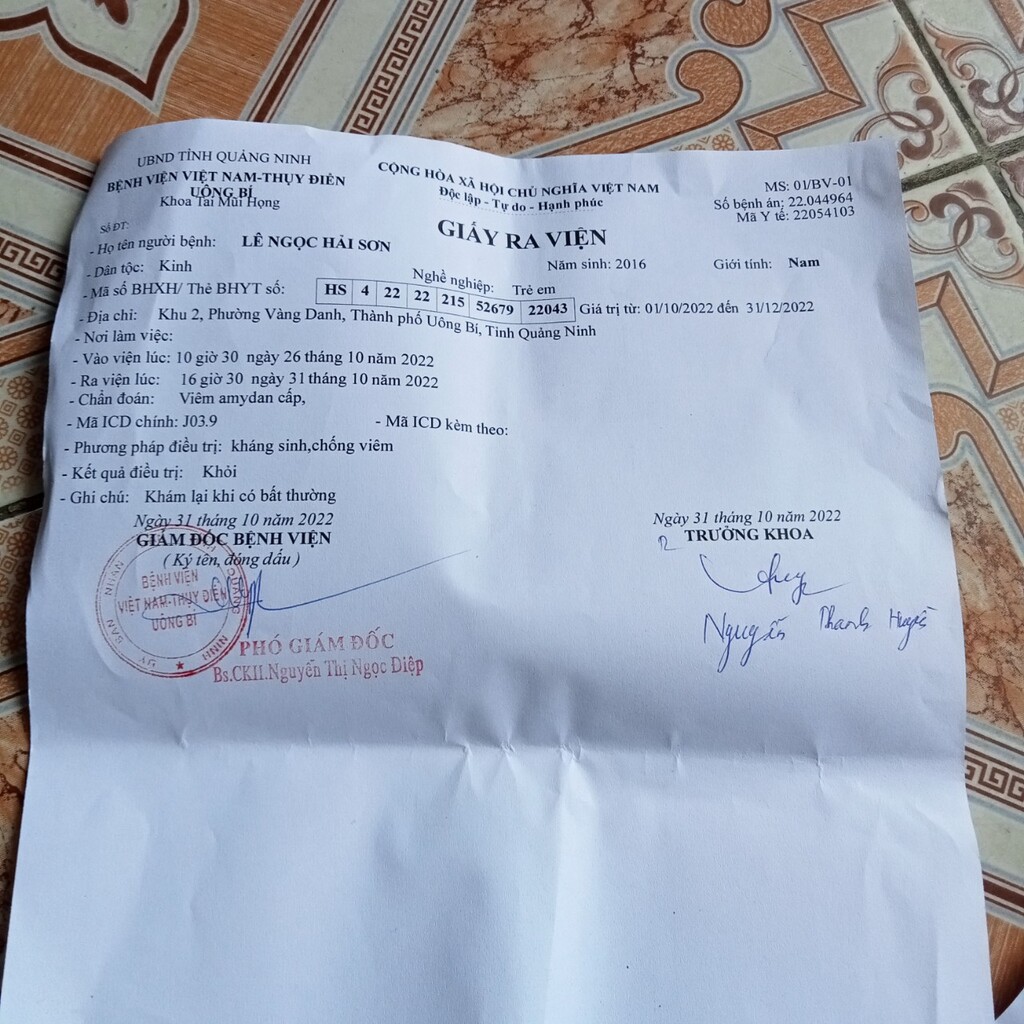 UBND TỈNH QUẢNG NINH
BỆNH VIỆN VIỆT NAM-THỤY ĐIỂN
UÔNG BÍ
Khoa Tai Mũi Họng
CỘNG HÒA XÃ HỘI CHỦ NGHĨA VIỆT NAM
Độc lập - Tự do - Hạnh phúc
MS: 01/BV-01
Số bệnh án: 22.044964
Mã Y tế: 22054103
Số ĐT:
GIẤY RA VIỆN
- Họ tên người bệnh: LÊ NGỌC HẢI SƠN
Năm sinh: 2016 Giới tính: Nam
- Dân tộc: Kinh Nghề nghiệp: Trẻ em
- Mã số BHXH/ Thẻ BHYT số: HS 4 22 22 215 52679 22043 Giá trị từ: 01/10/2022 đến 31/12/2022
- Địa chỉ: Khu 2, Phường Vàng Danh, Thành phố Uông Bí, Tỉnh Quảng Ninh
- Nơi làm việc:
- Vào viện lúc: 10 giờ 30 ngày 26 tháng 10 năm 2022
- Ra viện lúc: 16 giờ 30 ngày 31 tháng 10 năm 2022
- Chẩn đoán: Viêm amydan cấp,
- Mã ICD chính: J03.9 - Mã ICD kèm theo:
- Phương pháp điều trị: kháng sinh,chống viêm
- Kết quả điều trị: Khỏi
- Ghi chú: Khám lại khi có bất thường
Ngày 31 tháng 10 năm 2022
GIÁM ĐỐC BỆNH VIỆN
( Ký tên, đóng dấu )
BỆNH VIỆN
VIỆT NAM-THỤY ĐIỂN
UÔNG BÍ
ỦY BAN NHÂN QUẢNG NINH
PHÓ GIÁM ĐỐC
Bs.CKII.Nguyễn Thị Ngọc Diệp
Ngày 31 tháng 10 năm 2022
TRƯỞNG KHOA
Nguyễn Thanh Huyền